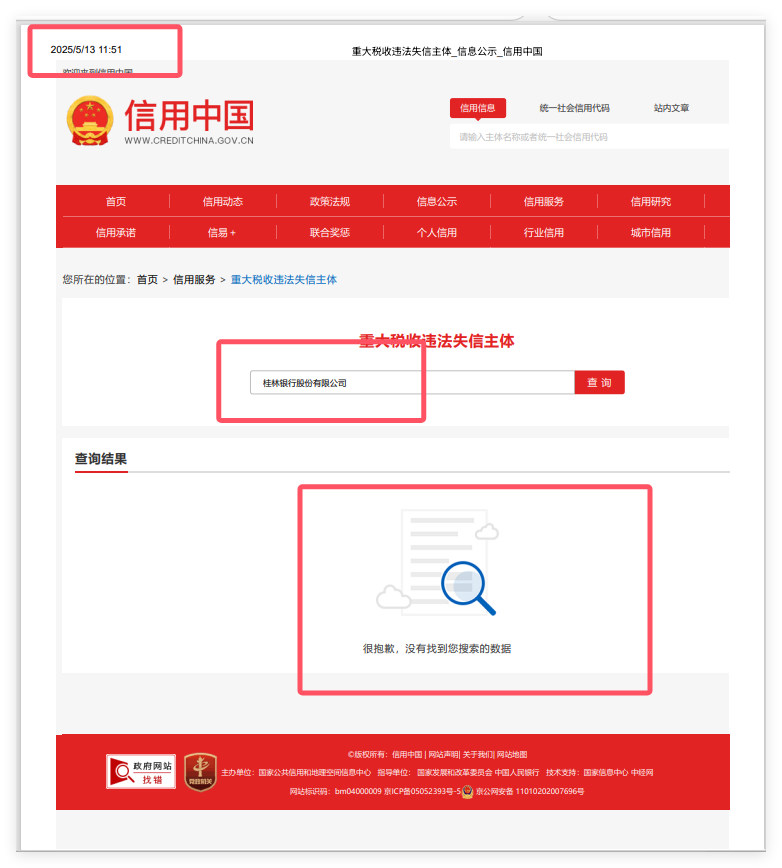 2025/5/13 11:51
重大税收违法失信主体_信息公示_信用中国
欢迎来到信用中国
信用中国
WWW.CREDITCHINA.GOV.CN
信用信息 统一社会信用代码 站内文章
请输入主体名称或者统一社会信用代码
首页 信用动态 政策法规 信息公示 信用服务 信用研究
信用承诺 信易+ 联合奖惩 个人信用 行业信用 城市信用
您所在的位置：首页 > 信用服务 > 重大税收违法失信主体
重大税收违法失信主体
桂林银行股份有限公司
查 询
查询结果
很抱歉，没有找到您搜索的数据
©版权所有：信用中国 | 网站声明| 关于我们| 网站地图
政府网站
找错
党政机关
主办单位：国家公共信用和地理空间信息中心 指导单位： 国家发展和改革委员会 中国人民银行 技术支持：国家信息中心 中经网
网站标识码：bm04000009 京ICP备05052393号-5 京公网安备 11010202007696号